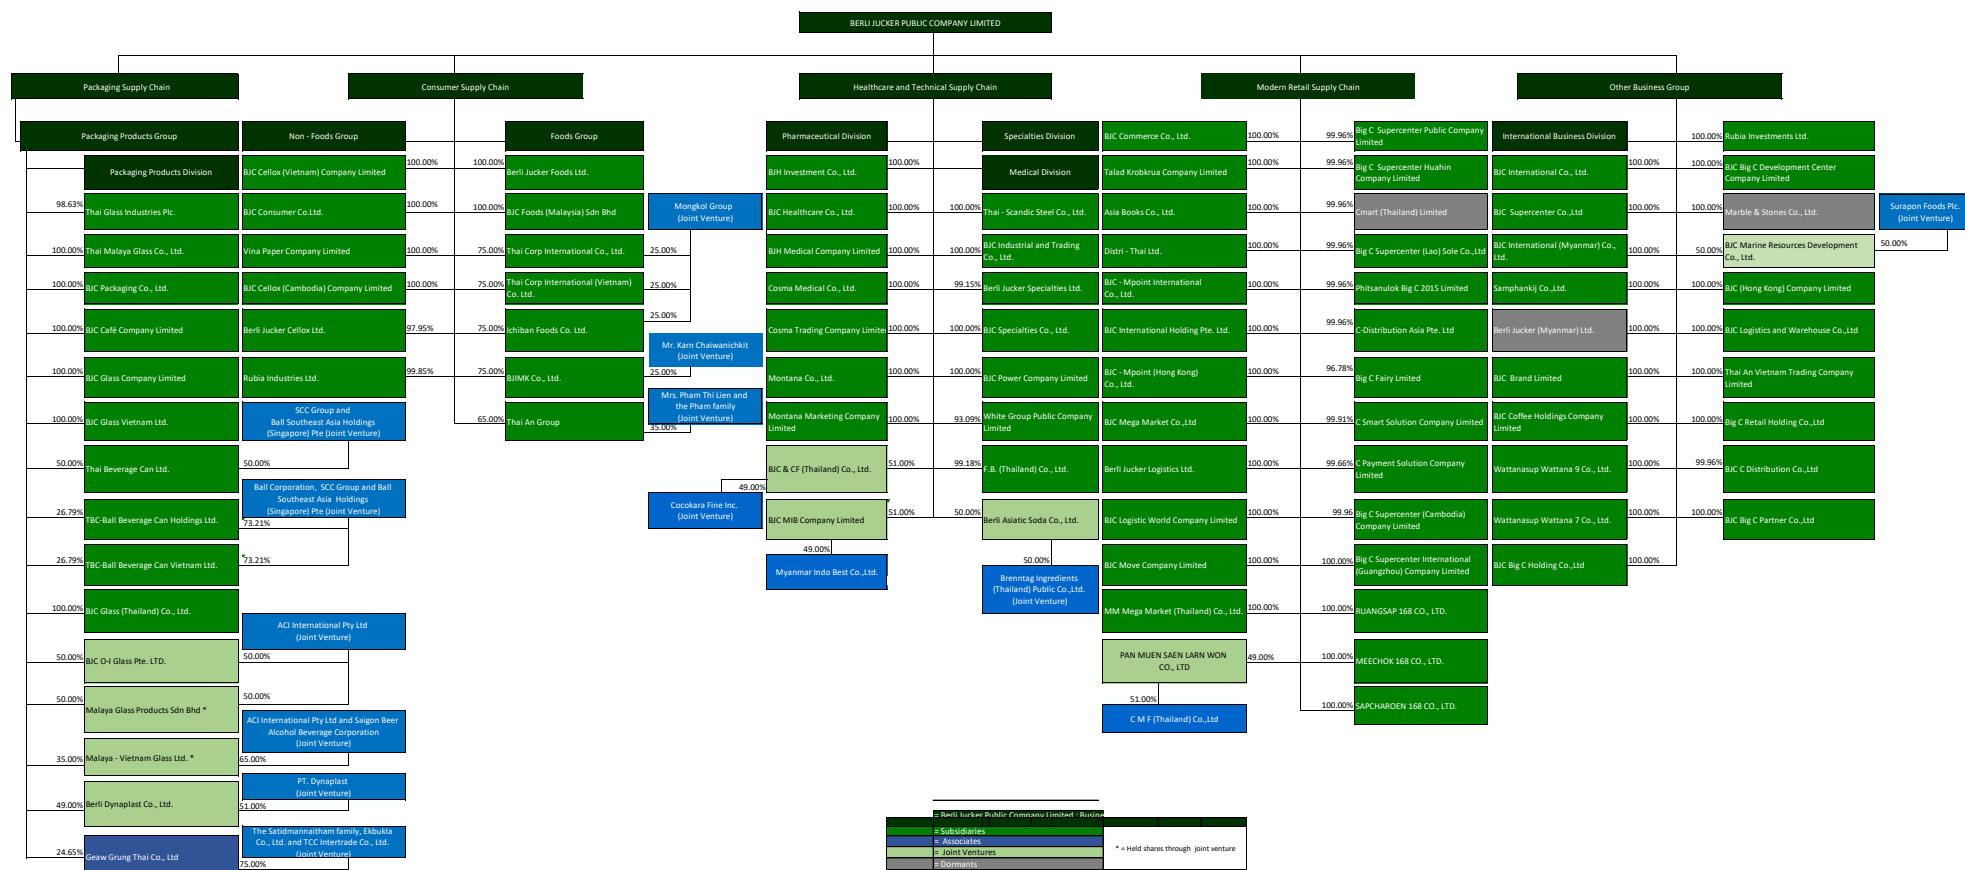 BERLI JUCKER PUBLIC COMPANY LIMITED
Packaging Supply Chain
Consumer Supply Chain
Healthcare and Technical Supply Chain
Modern Retail Supply Chain
Other Business Group
Packaging Products Group
Packaging Products Division
98.63%
Thai Glass Industries Plc.
100.00%
Thai Malaya Glass Co., Ltd.
100.00%
BJC Packaging Co., Ltd.
100.00%
BJC Café Company Limited
100.00%
BJC Glass Company Limited
100.00%
BJC Glass Vietnam Ltd.
50.00%
Thai Beverage Can Ltd.
26.79%
TBC-Ball Beverage Can Holdings Ltd.
26.79%
TBC-Ball Beverage Can Vietnam Ltd.
100.00%
BJC Glass (Thailand) Co., Ltd.
50.00%
BJC O-I Glass Pte. LTD.
50.00%
Malaya Glass Products Sdn Bhd *
35.00%
Malaya - Vietnam Glass Ltd. *
49.00%
Berli Dynaplast Co., Ltd.
24.65%
Geaw Grung Thai Co., Ltd
Non - Foods Group
BJC Cellox (Vietnam) Company Limited
100.00%
BJC Consumer Co.Ltd.
100.00%
Vina Paper Company Limited
100.00%
BJC Cellox (Cambodia) Company Limited
100.00%
Berli Jucker Cellox Ltd.
97.95%
Rubia Industries Ltd.
99.85%
SCC Group and
Ball Southeast Asia Holdings
(Singapore) Pte (Joint Venture)
50.00%
Ball Corporation, SCC Group and Ball
Southeast Asia Holdings
(Singapore) Pte (Joint Venture)
73.21%
73.21%
ACI International Pty Ltd
(Joint Venture)
50.00%
50.00%
ACI International Pty Ltd and Saigon Beer
Alcohol Beverage Corporation
(Joint Venture)
65.00%
PT. Dynaplast
(Joint Venture)
51.00%
The Satidmannaitham family, Ekbukla
Co., Ltd. and TCC Intertrade Co., Ltd.
(Joint Venture)
75.00%
Foods Group
100.00%
Berli Jucker Foods Ltd.
100.00%
BJC Foods (Malaysia) Sdn Bhd
75.00%
Thai Corp International Co., Ltd.
75.00%
Thai Corp International (Vietnam)
Co. Ltd.
75.00%
Ichiban Foods Co. Ltd.
75.00%
BJIMK Co., Ltd.
65.00%
Thai An Group
Mongkol Group
(Joint Venture)
25.00%
25.00%
25.00%
Mr. Karn Chaiwanichkit
(Joint Venture)
25.00%
Mrs. Pham Thi Lien and
the Pham family
(Joint Venture)
35.00%
Pharmaceutical Division
BJH Investment Co., Ltd.
100.00%
BJC Healthcare Co., Ltd.
100.00%
BJH Medical Company Limited
100.00%
Cosma Medical Co., Ltd.
100.00%
Cosma Trading Company Limited
100.00%
Montana Co., Ltd.
100.00%
Montana Marketing Company
Limited
100.00%
BJC & CF (Thailand) Co., Ltd.
51.00%
49.00%
Cocokara Fine Inc.
(Joint Venture)
BJC MIB Company Limited
51.00%
49.00%
Myanmar Indo Best Co.,Ltd.
Specialties Division
Medical Division
100.00%
Thai - Scandic Steel Co., Ltd.
100.00%
BJC Industrial and Trading
Co., Ltd.
99.15%
Berli Jucker Specialties Ltd.
100.00%
BJC Specialties Co., Ltd.
100.00%
BJC Power Company Limited
93.09%
White Group Public Company
Limited
99.18%
F.B. (Thailand) Co., Ltd.
50.00%
Berli Asiatic Soda Co., Ltd.
50.00%
Brenntag Ingredients
(Thailand) Public Co.,Ltd.
(Joint Venture)
BJC Commerce Co., Ltd.
100.00%
Talad Krobkrua Company Limited
100.00%
Asia Books Co., Ltd.
100.00%
Distri - Thai Ltd.
100.00%
BJC - Mpoint International
Co., Ltd.
100.00%
BJC International Holding Pte. Ltd.
100.00%
BJC - Mpoint (Hong Kong)
Co., Ltd.
100.00%
BJC Mega Market Co.,Ltd
100.00%
Berli Jucker Logistics Ltd.
100.00%
BJC Logistic World Company Limited
100.00%
BJC Move Company Limited
100.00%
MM Mega Market (Thailand) Co., Ltd.
100.00%
PAN MUEN SAEN LARN WON
CO., LTD
49.00%
51.00%
C M F (Thailand) Co.,Ltd
99.96%
Big C Supercenter Public Company
Limited
99.96%
Big C Supercenter Huahin
Company Limited
99.96%
Cmart (Thailand) Limited
99.96%
Big C Supercenter (Lao) Sole Co.,Ltd
99.96%
Phitsanulok Big C 2015 Limited
99.96%
C-Distribution Asia Pte. Ltd
96.78%
Big C Fairy Limited
99.91%
C Smart Solution Company Limited
99.66%
C Payment Solution Company
Limited
99.96
Big C Supercenter (Cambodia)
Company Limited
100.00%
Big C Supercenter International
(Guangzhou) Company Limited
100.00%
RUANGSAP 168 CO., LTD.
100.00%
MEECHOK 168 CO., LTD.
100.00%
SAPCHAROEN 168 CO., LTD.
International Business Division
BJC International Co., Ltd.
100.00%
BJC Supercenter Co.,Ltd
100.00%
BJC International (Myanmar) Co.,
Ltd.
100.00%
Samphankij Co.,Ltd.
100.00%
Berli Jucker (Myanmar) Ltd.
100.00%
BJC Brand Limited
100.00%
BJC Coffee Holdings Company
Limited
100.00%
Wattanasup Wattana 9 Co., Ltd.
100.00%
Wattanasup Wattana 7 Co., Ltd.
100.00%
BJC Big C Holding Co.,Ltd
100.00%
100.00%
Rubia Investments Ltd.
100.00%
BJC Big C Development Center
Company Limited
100.00%
Marble & Stones Co., Ltd.
50.00%
BJC Marine Resources Development
Co., Ltd.
Surapon Foods Plc.
(Joint Venture)
50.00%
100.00%
BJC (Hong Kong) Company Limited
100.00%
BJC Logistics and Warehouse Co.,Ltd
100.00%
Thai An Vietnam Trading Company
Limited
100.00%
Big C Retail Holding Co.,Ltd
99.96%
BJC C Distribution Co.,Ltd
100.00%
BJC Big C Partner Co.,Ltd
= Berli Jucker Public Company Limited : Busine
= Subsidiaries
= Associates
= Joint Ventures
= Dormants
* = Held shares through joint venture